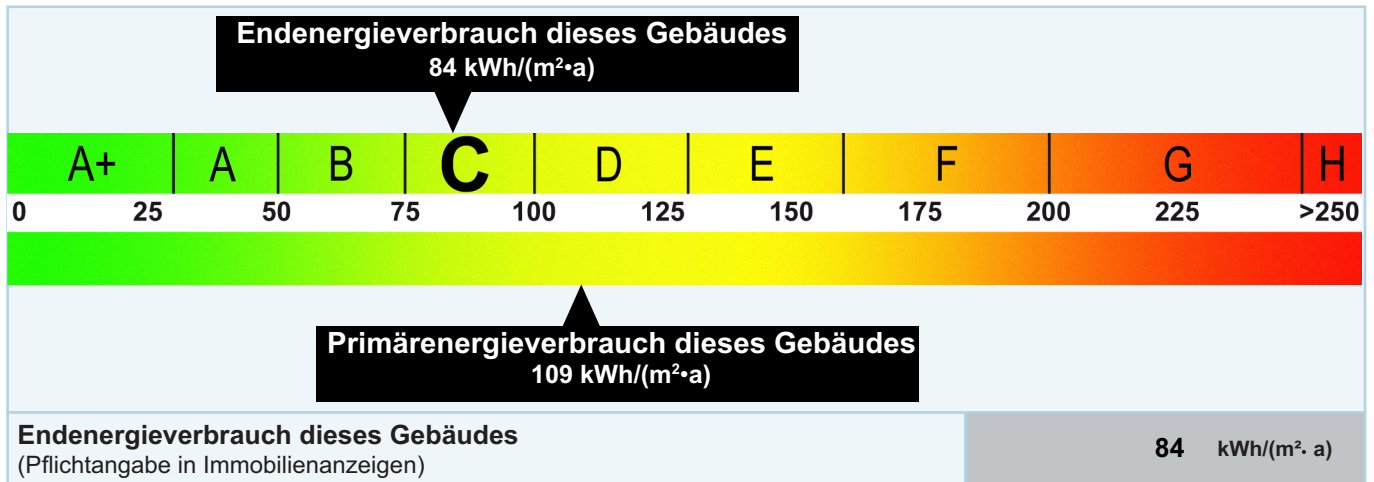 Endenergieverbrauch dieses Gebäudes
84 kWh/(m²•a)
A+ A B C D E F G H
0 25 50 75 100 125 150 175 200 225 >250
Primärenergieverbrauch dieses Gebäudes
109 kWh/(m²•a)
Endenergieverbrauch dieses Gebäudes
(Pflichtangabe in Immobilienanzeigen)
84 kWh/(m²· a)